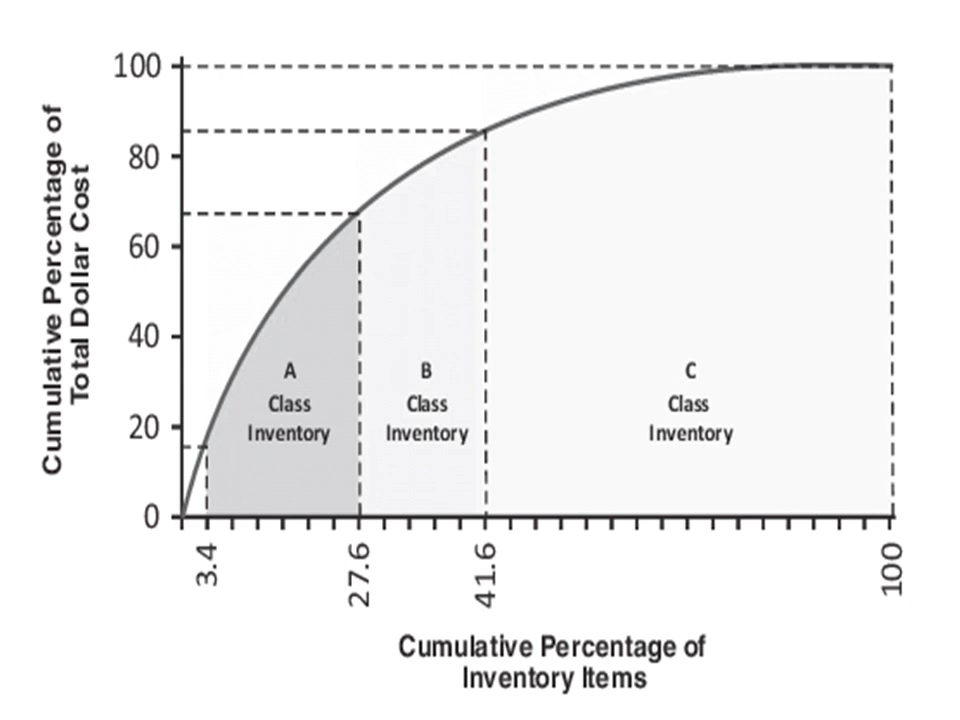 Cumulative Percentage of
Total Dollar Cost
100
80
60
40
20
0
A
Class
Inventory
B
Class
Inventory
C
Class
Inventory
3.4
27.6
41.6
100
Cumulative Percentage of
Inventory Items